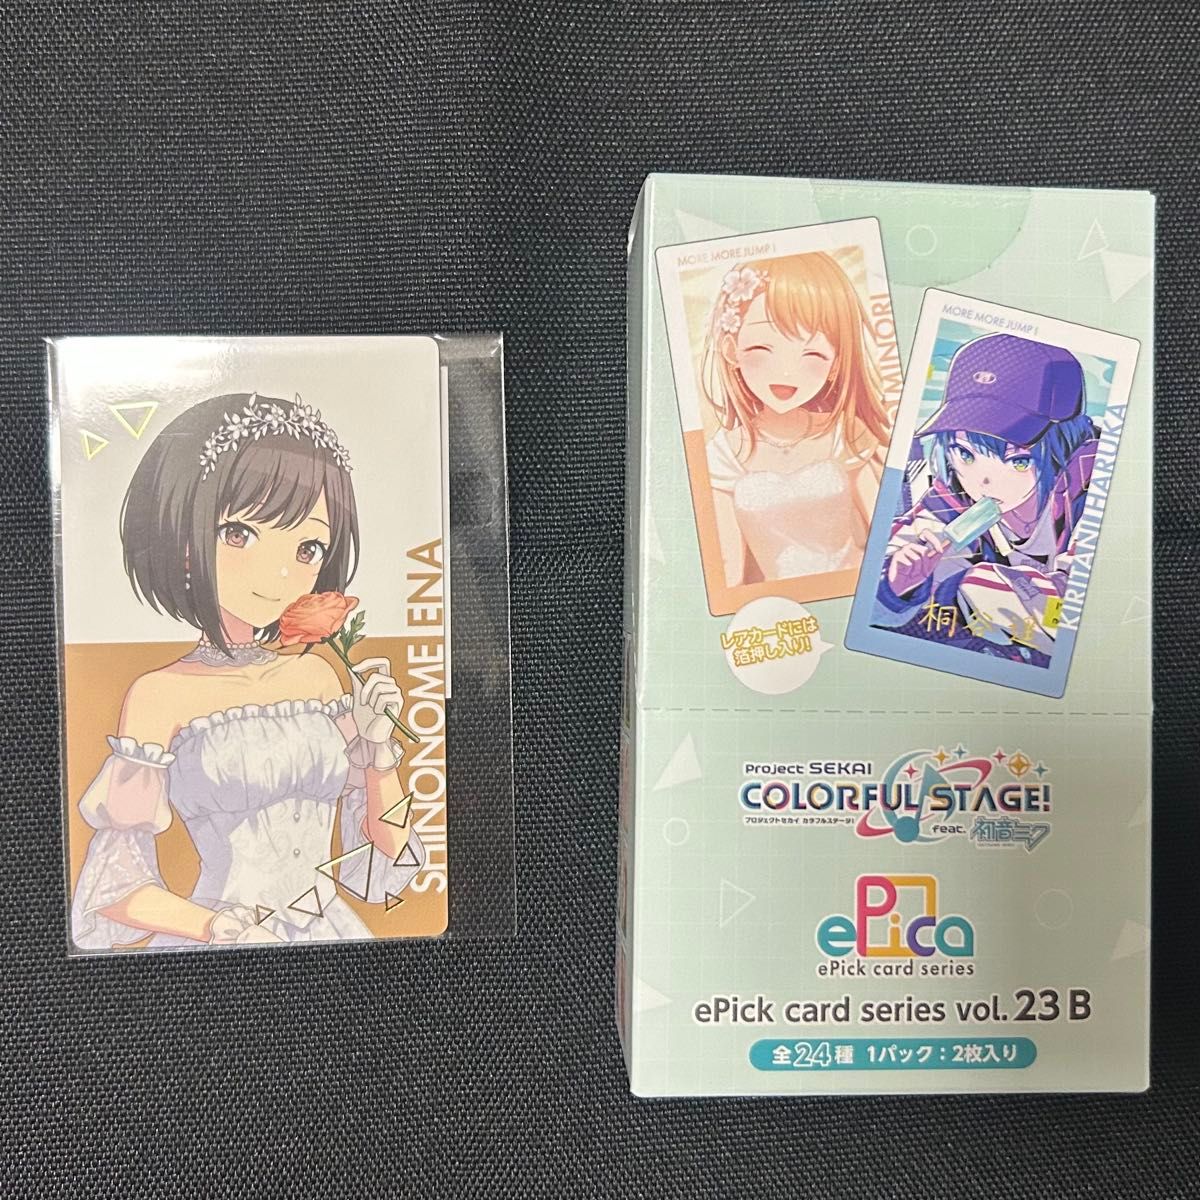 SHINONOME ENA
MORE MORE JUMP!
MINORI
MORE MORE JUMP!
KIRITANI HARUKA
桐谷遥
レアカードには
箔押し入り!
Project SEKAI
COLORFUL STAGE!
プロジェクトセカイ カラフルステージ!
feat. 初音ミク
HATSUNE MIKU
ePica
ePick card series
ePick card series vol. 23 B
全24種 1パック:2枚入り